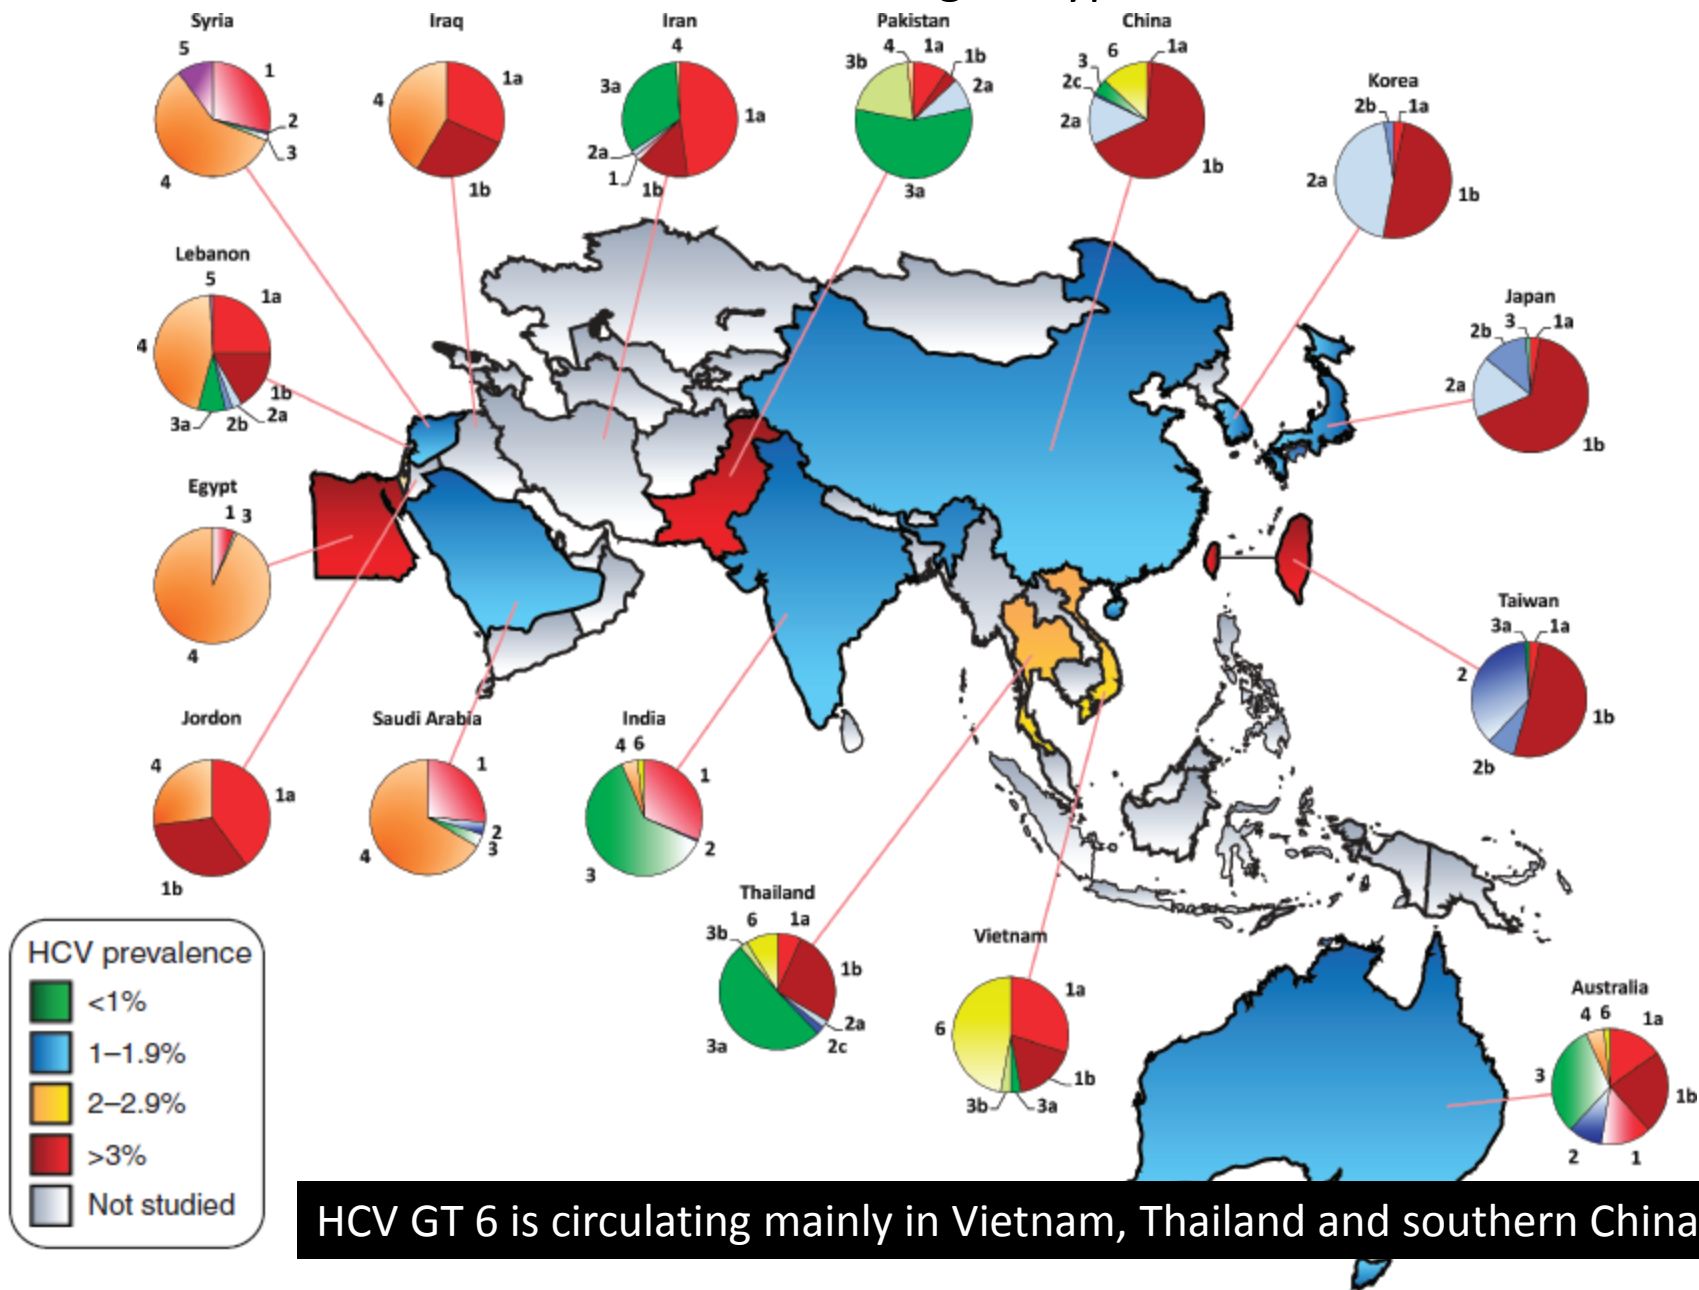 Syria
5
1
2
3
4
Iraq
4
1a
1b
Iran
4
3a
1a
2a
1
1b
Pakistan
4
1a
1b
2a
3b
3a
China
6
1a
3
2c
2a
1b
Korea
2b
1a
2a
1b
Lebanon
5
1a
4
1b
2a
2b
3a
Japan
3
1a
2b
2a
1b
Egypt
1
3
4
Taiwan
3a
1a
2
1b
2b
Jordon
4
1a
1b
Saudi Arabia
1
2
3
4
India
4
6
1
2
3
Thailand
6
1a
3b
1b
2a
2c
3a
Vietnam
1a
6
1b
3a
3b
Australia
4
6
1a
3
1b
2
1
HCV prevalence
<1%
1–1.9%
2–2.9%
>3%
Not studied
HCV GT 6 is circulating mainly in Vietnam, Thailand and southern China